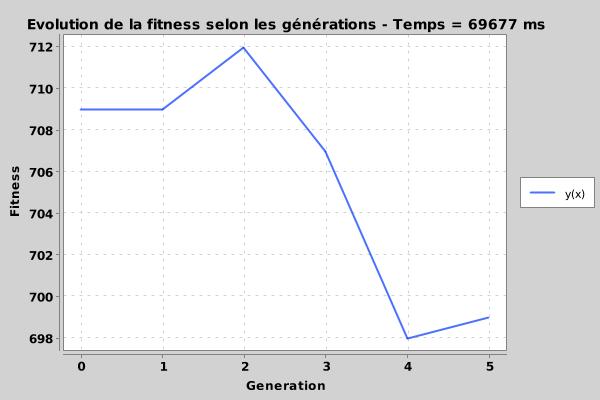 Evolution de la fitness selon les générations - Temps = 69677 ms
712
710
708
706
704
702
700
698
Fitness
0 1 2 3 4 5
Generation
y(x)